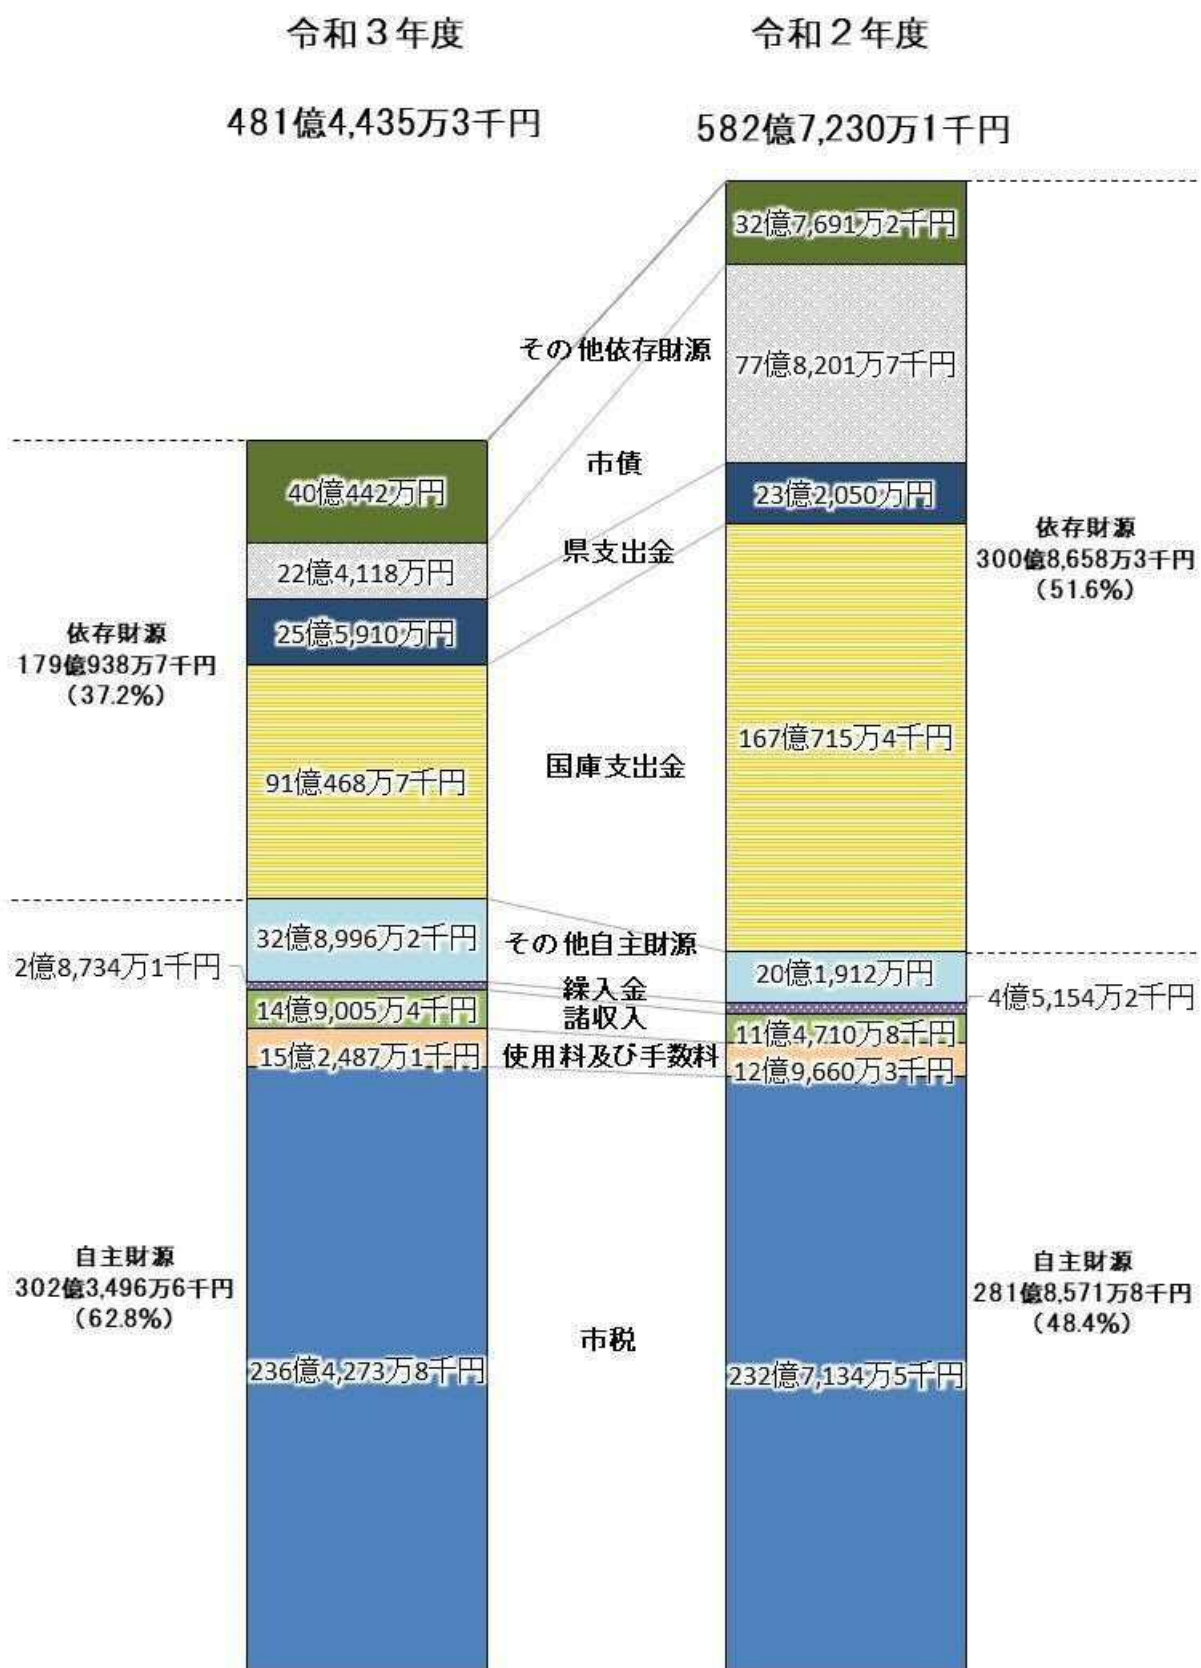 令和3年度
令和2年度
481億4,435万3千円
582億7,230万1千円
32億7,691万2千円
その他依存財源
77億8,201万7千円
市債
40億442万円
23億2,050万円
県支出金
依存財源
300億8,658万3千円
(51.6%)
22億4,118万円
25億5,910万円
依存財源
179億938万7千円
(37.2%)
167億715万4千円
国庫支出金
91億468万7千円
32億8,996万2千円
その他自主財源
2億8,734万1千円
20億1,912万円
繰入金
4億5,154万2千円
14億9,005万4千円
諸収入
11億4,710万8千円
15億2,487万1千円
使用料及び手数料
12億9,660万3千円
自主財源
302億3,496万6千円
(62.8%)
自主財源
281億8,571万8千円
(48.4%)
市税
236億4,273万8千円
232億7,134万5千円